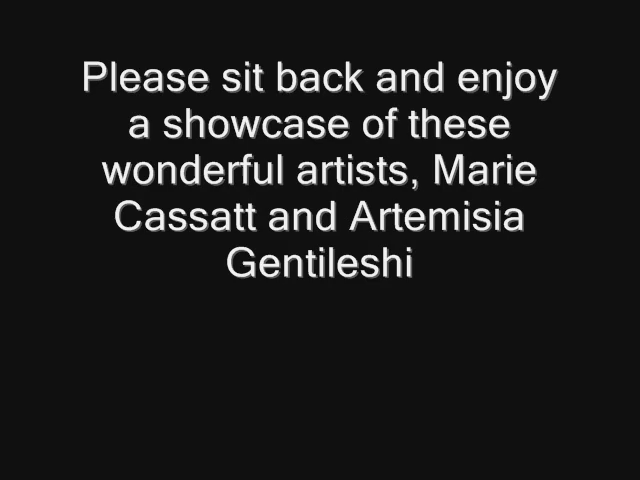 Please sit back and enjoy
a showcase of these
wonderful artists, Marie
Cassatt and Artemisia
Gentileshi